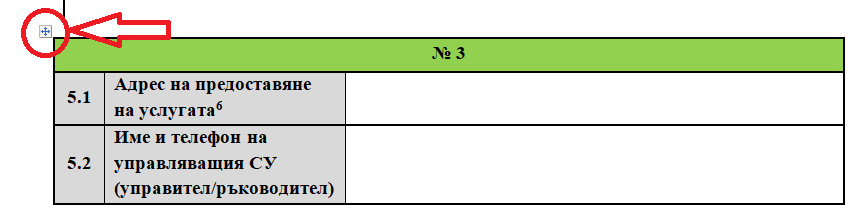 № 3
5.1
Адрес на предоставяне
на услугата⁶
5.2
Име и телефон на
управляващия СУ
(управител/ръководител)